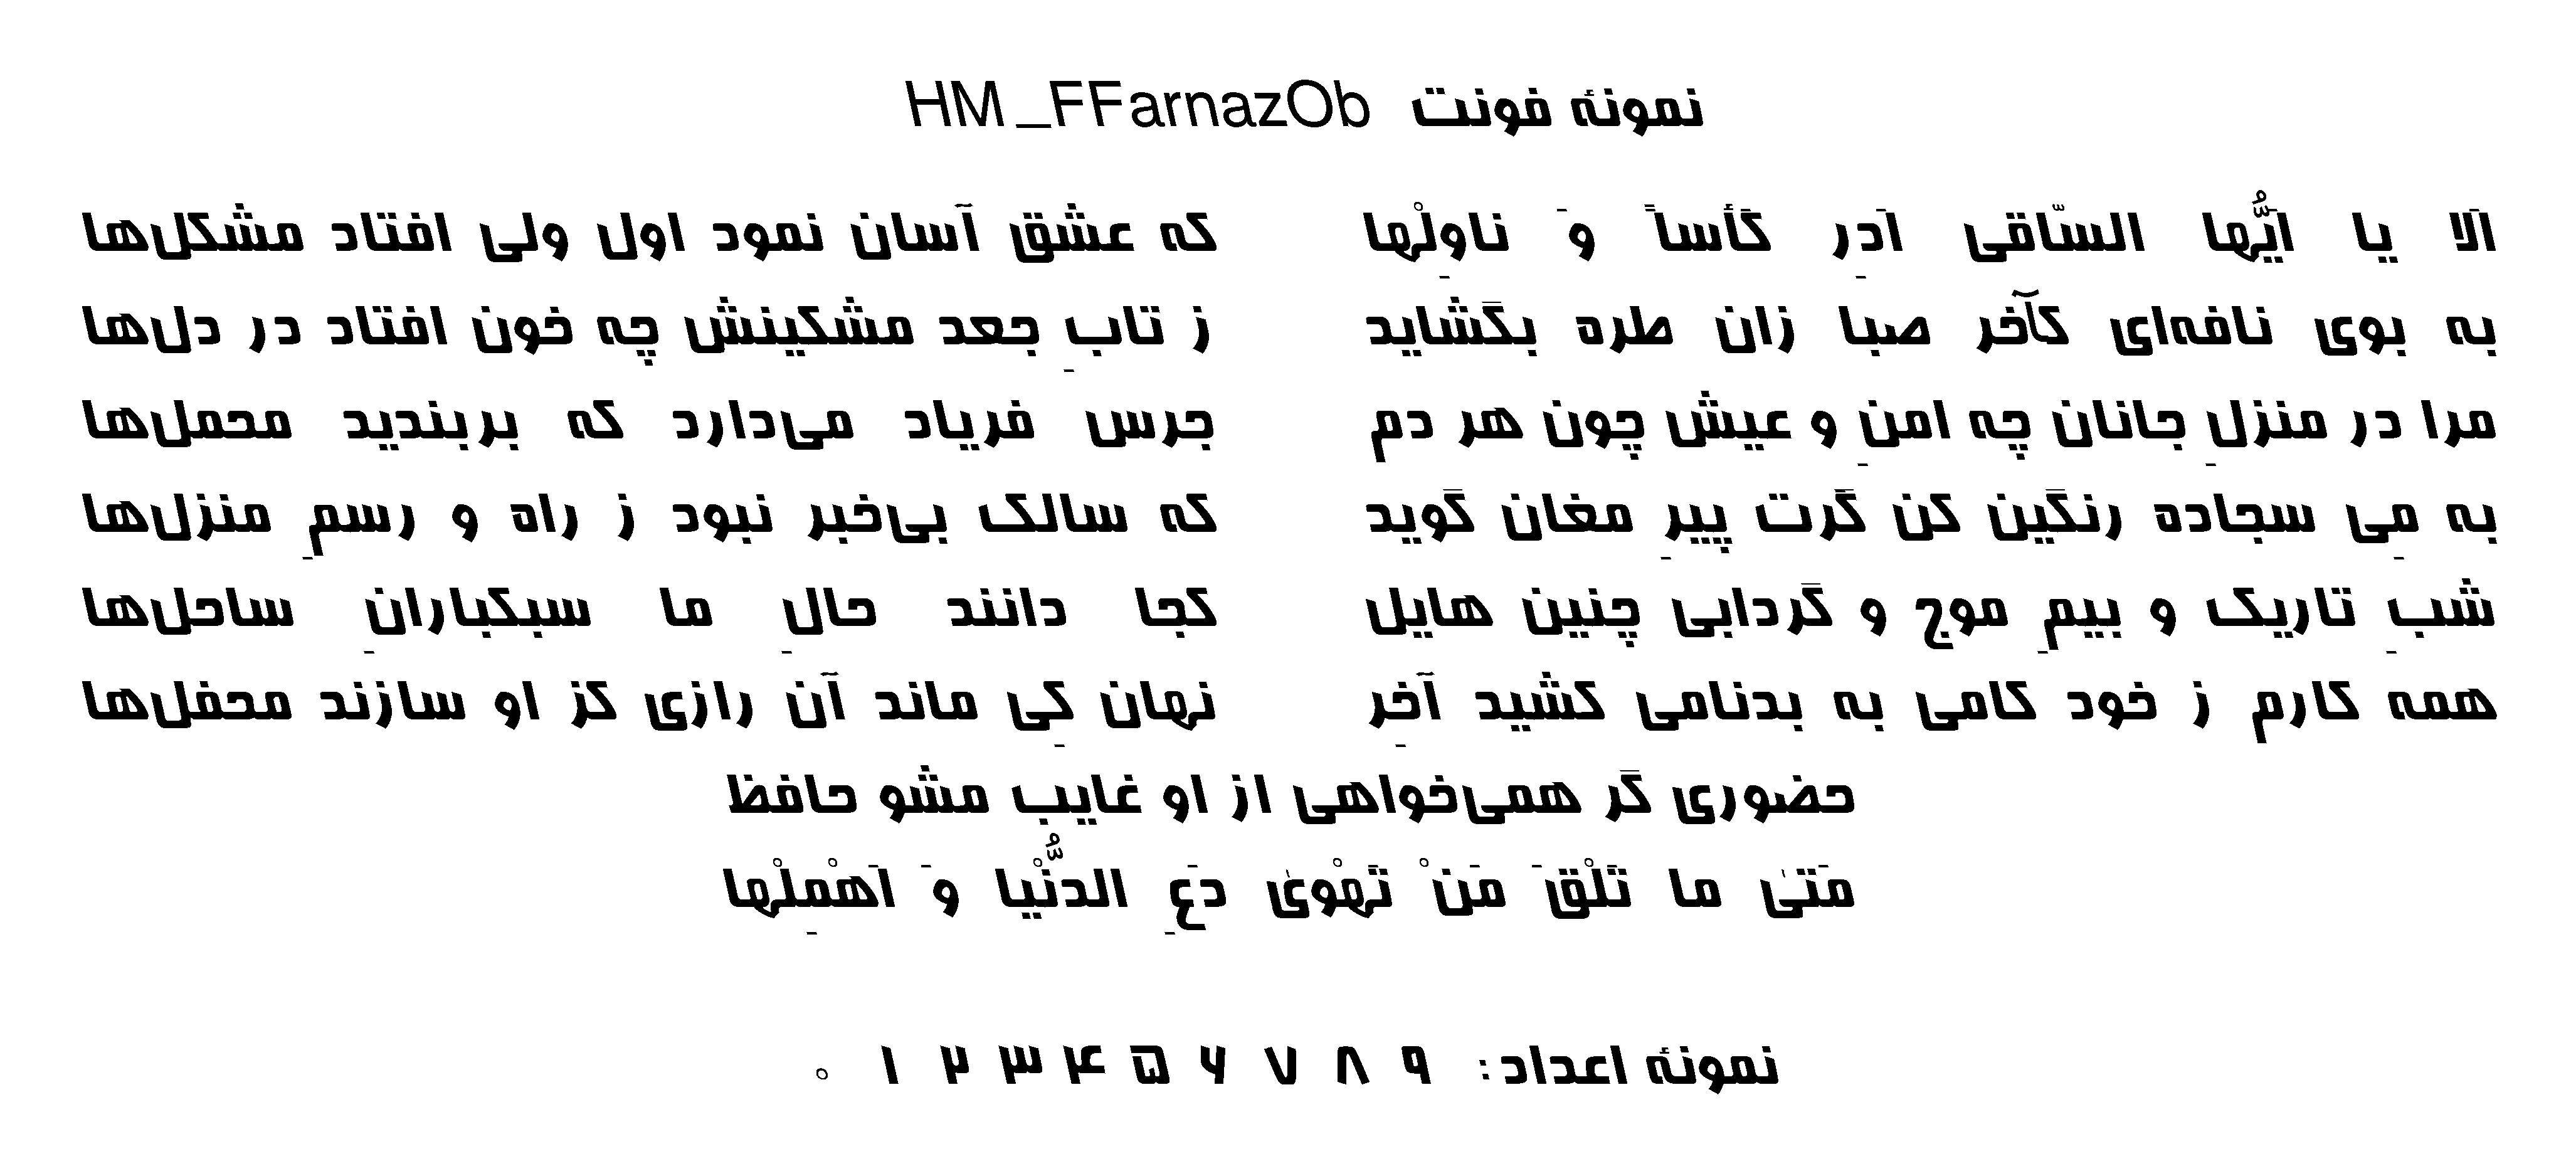 نمونهٔ فونت HM_FFarnazOb
اَلا یا اَیُّها السّاقی اَدِر کَأساً وَ ناوِلْها که عشق آسان نمود اول ولی افتاد مشکل‌ها
به بوی نافه‌ای کآخر صبا زان طره بگشاید ز تابِ جعد مشکینش چه خون افتاد در دل‌ها
مرا در منزلِ جانان چه امنِ و عیش چون هر دم جرس فریاد می‌دارد که بربندید محمل‌ها
به مِی سجاده رنگین کن گرت پیرِ مغان گوید که سالک بی‌خبر نبود ز راه و رسمِ منزل‌ها
شبِ تاریک و بیمِ موج و گردابی چنین هایل کجا دانند حالِ ما سبکبارانِ ساحل‌ها
همه کارم ز خود کامی به بدنامی کشید آخِر نهان کِی ماند آن رازی کز او سازند محفل‌ها
حضوری گر همی‌خواهی از او غایب مشو حافظ
مَتیٰ ما تَلْقَ مَنْ تَهْویٰ دَعِ الدُّنْیا وَ اَهْمِلْها
نمونهٔ اعداد: ۹ ۸ ۷ ۶ ۵ ۴ ۳ ۲ ۱ ۰